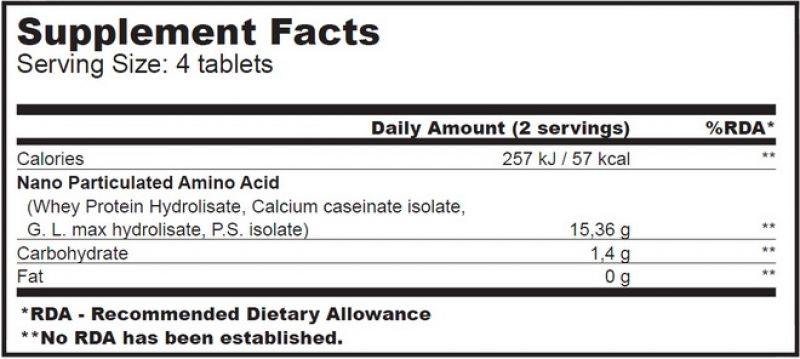 Supplement Facts
Serving Size: 4 tablets
Daily Amount (2 servings) %RDA*
Calories 257 kJ / 57 kcal **
Nano Particulated Amino Acid
(Whey Protein Hydrolisate, Calcium caseinate isolate,
G. L. max hydrolisate, P.S. isolate) 15,36 g **
Carbohydrate 1,4 g **
Fat 0 g **
*RDA - Recommended Dietary Allowance
**No RDA has been established.